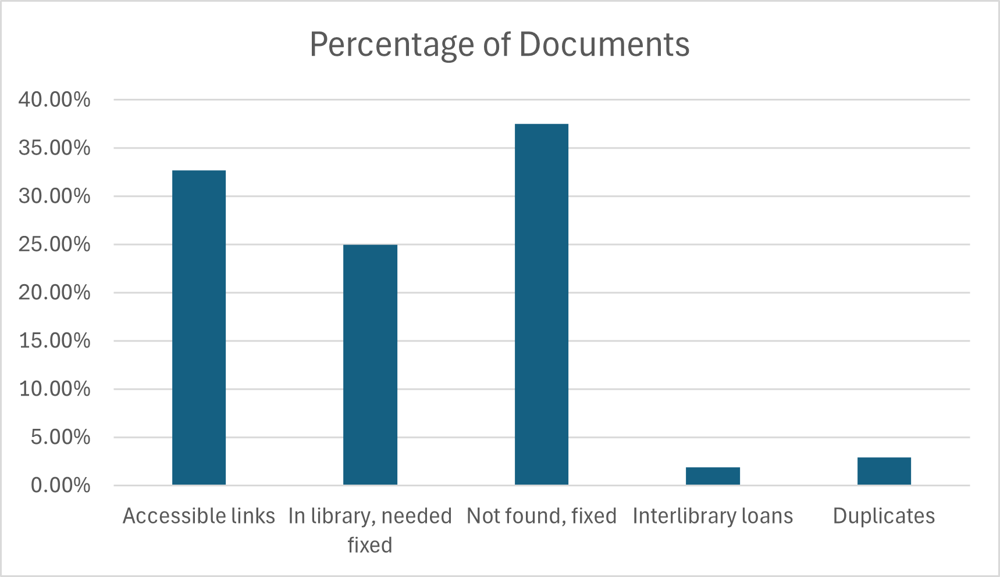 Percentage of Documents
40.00%
35.00%
30.00%
25.00%
20.00%
15.00%
10.00%
5.00%
0.00%
Accessible links
In library, needed
fixed
Not found, fixed
Interlibrary loans
Duplicates